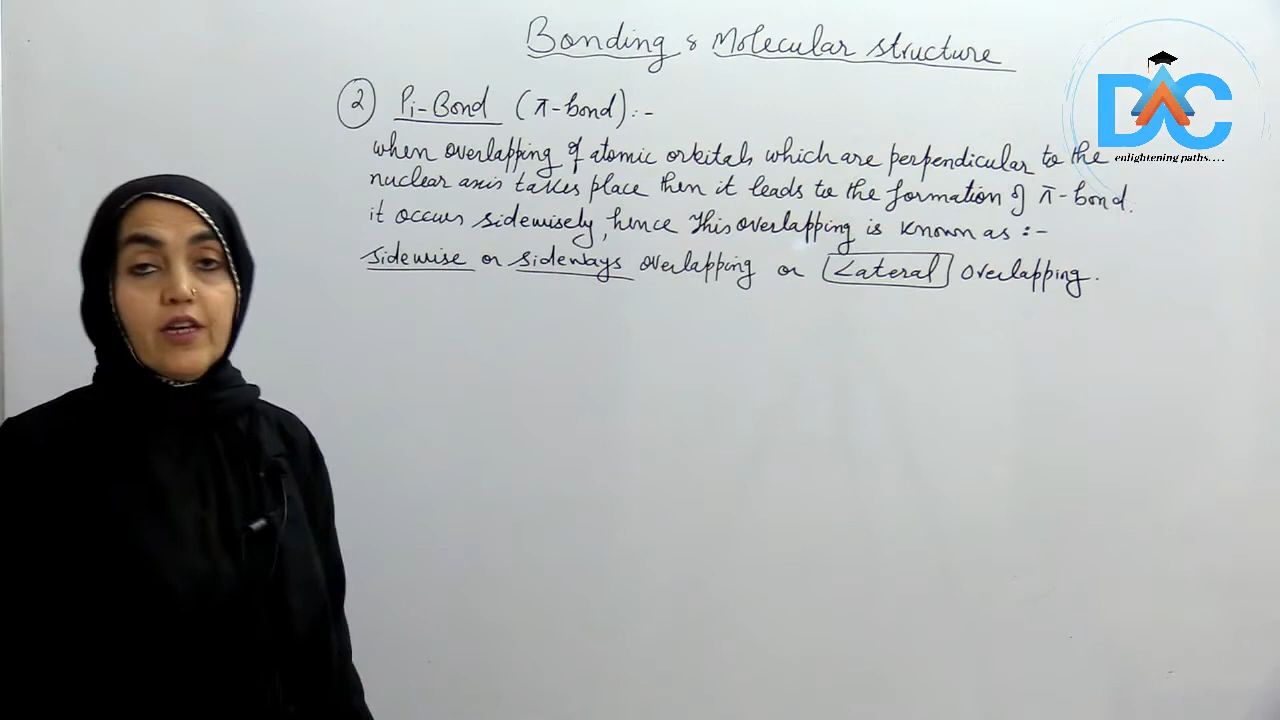 Bonding & Molecular structure
DAC
enlightening paths....
2 Pi-Bond (π-bond):-
when overlapping of atomic orbitals which are perpendicular to the
nuclear axis takes place then it leads to the formation of π-bond.
it occurs sidewisely, hence This overlapping is known as :-
sidewise or sideways overlapping or Lateral overlapping.